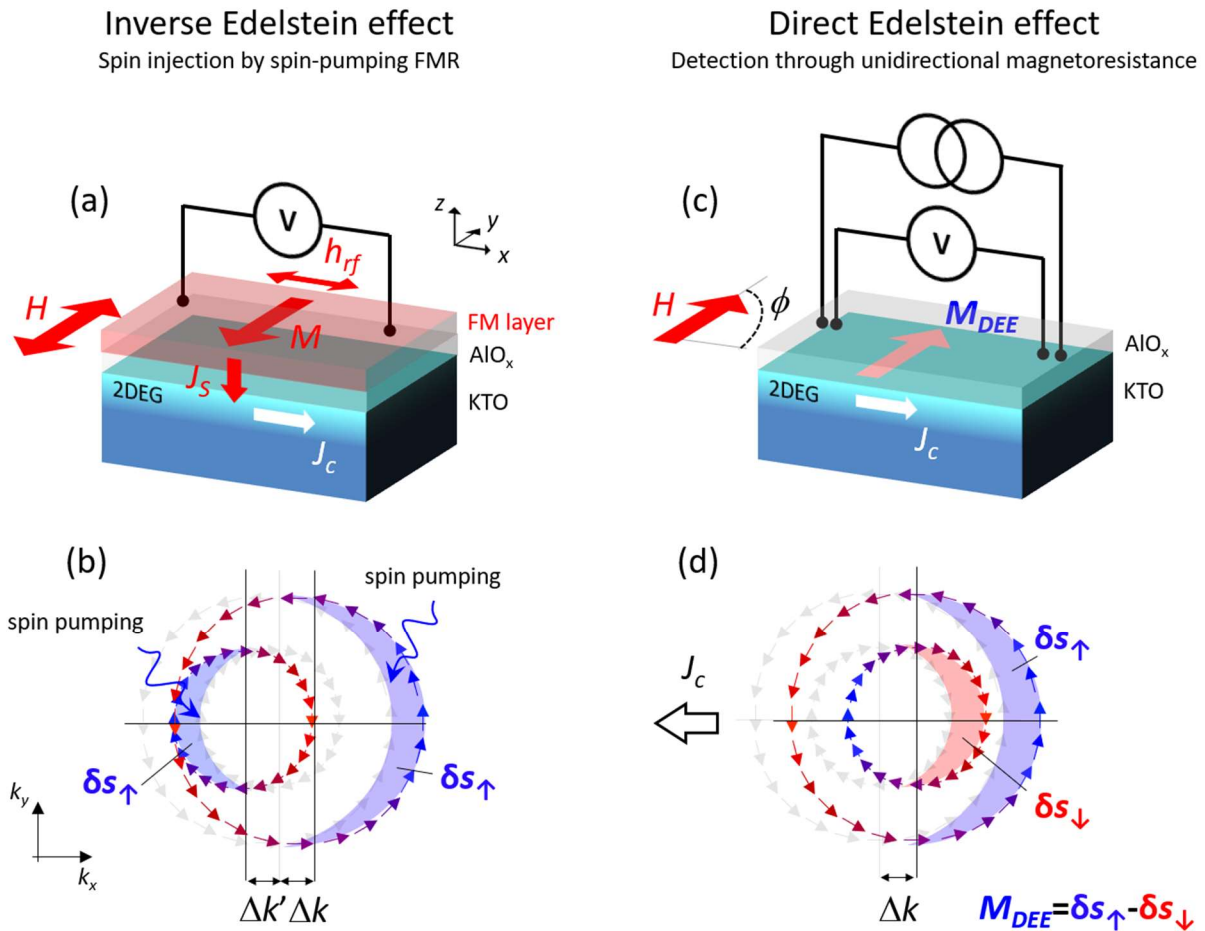 Inverse Edelstein effect
Spin injection by spin-pumping FMR
Direct Edelstein effect
Detection through unidirectional magnetoresistance
(a)
V
z
y
x
h_rf
H
M
FM layer
AlO_x
J_S
2DEG
KTO
J_C
(c)
V
H
ϕ
M_DEE
AlO_x
2DEG
KTO
J_C
(b)
spin pumping
spin pumping
δs↑
δs↑
k_y
k_x
Δk' Δk
(d)
J_C
δs↑
δs↓
Δk
M_DEE=δs↑-δs↓